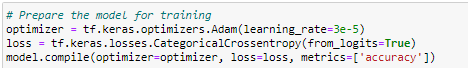 # Prepare the model for training
optimizer = tf.keras.optimizers.Adam(learning_rate=3e-5)
loss = tf.keras.losses.CategoricalCrossentropy(from_logits=True)
model.compile(optimizer=optimizer, loss=loss, metrics=['accuracy'])